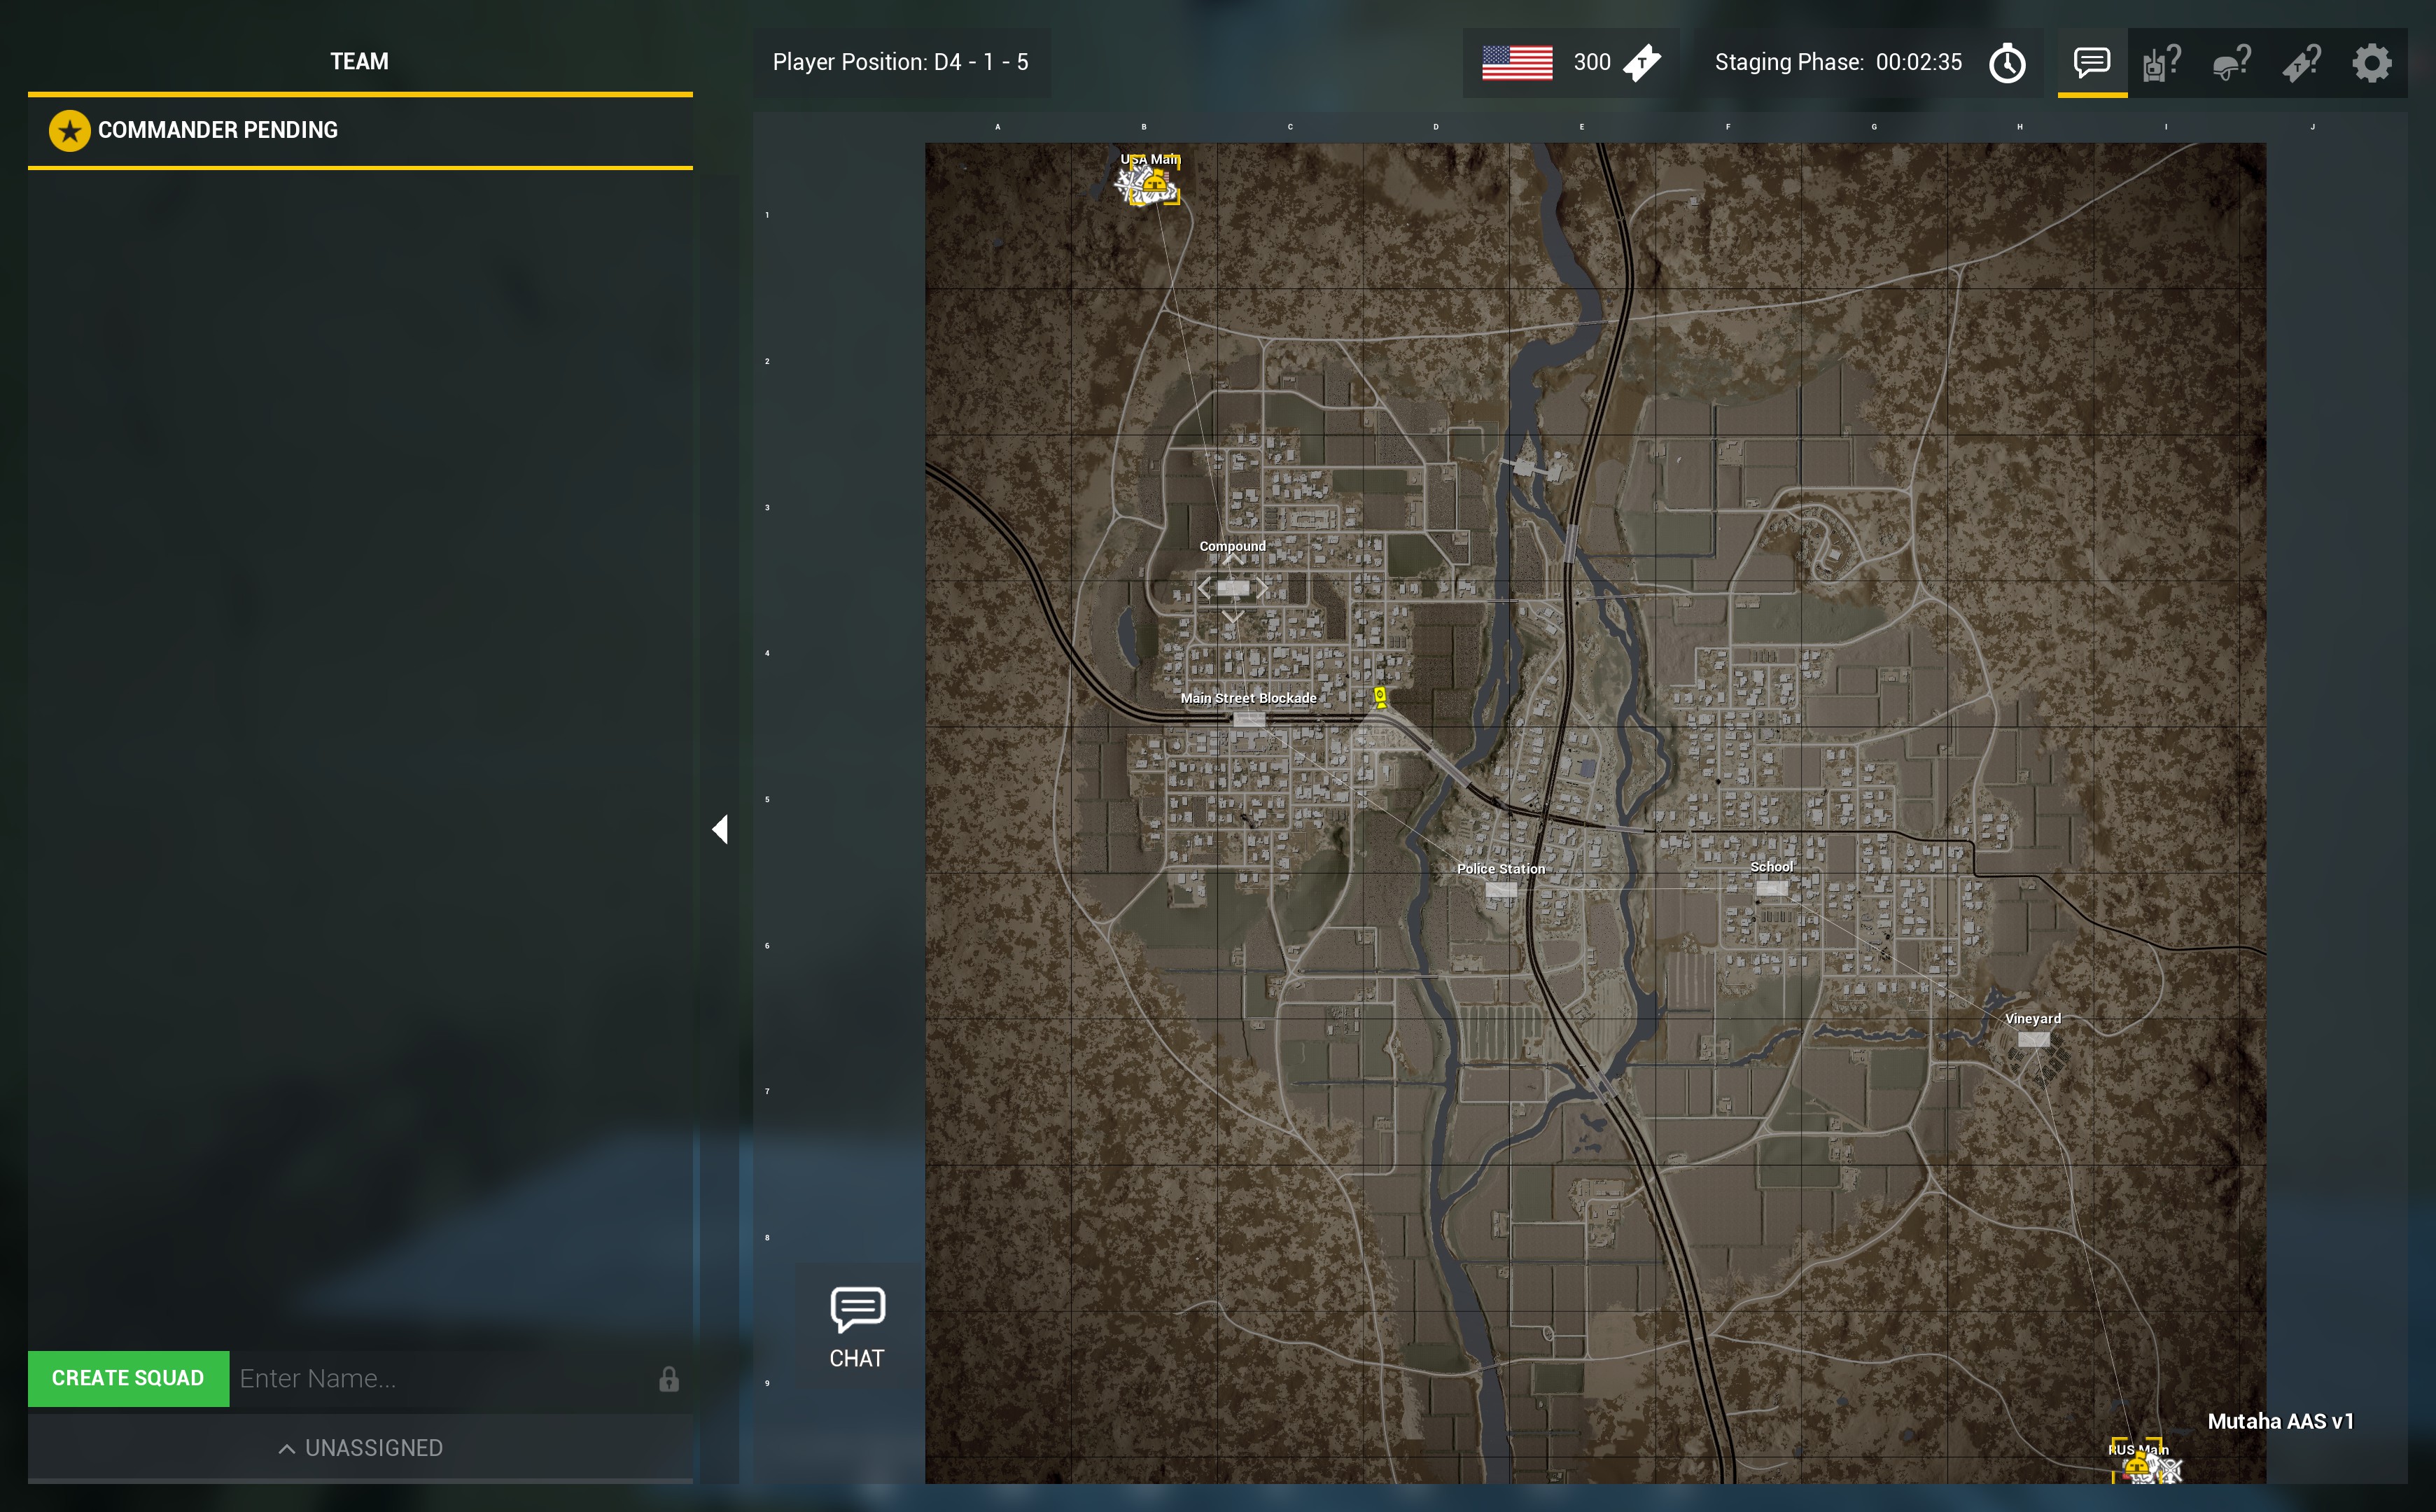 TEAM
COMMANDER PENDING
Player Position: D4 - 1 - 5
300
Staging Phase: 00:02:35
A B C D E F G H I J
USA Main
1
2
3
Compound
4
Main Street Blockade
5
Police Station
School
6
Vineyard
7
8
9
CHAT
CREATE SQUAD
Enter Name...
UNASSIGNED
Mutaha AAS v1
RUS Main